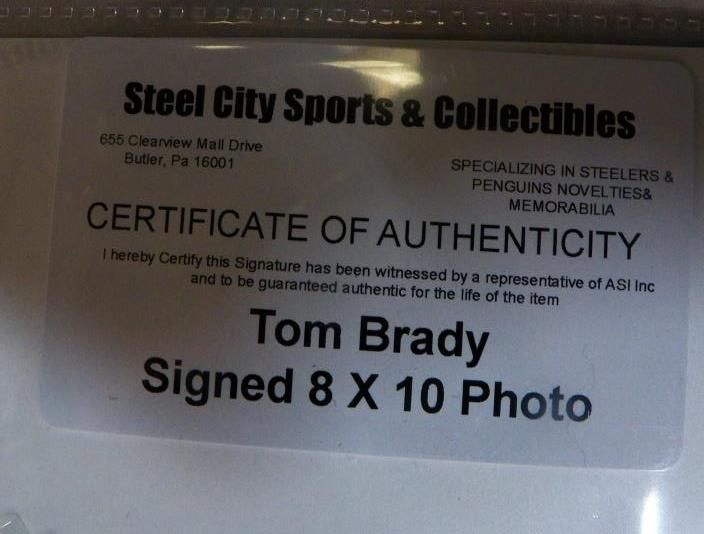 Steel City Sports & Collectibles
655 Clearview Mall Drive
Butler, Pa 16001
SPECIALIZING IN STEELERS &
PENGUINS NOVELTIES&
MEMORABILIA
CERTIFICATE OF AUTHENTICITY
I hereby Certify this Signature has been witnessed by a representative of ASI Inc
and to be guaranteed authentic for the life of the item
Tom Brady
Signed 8 X 10 Photo